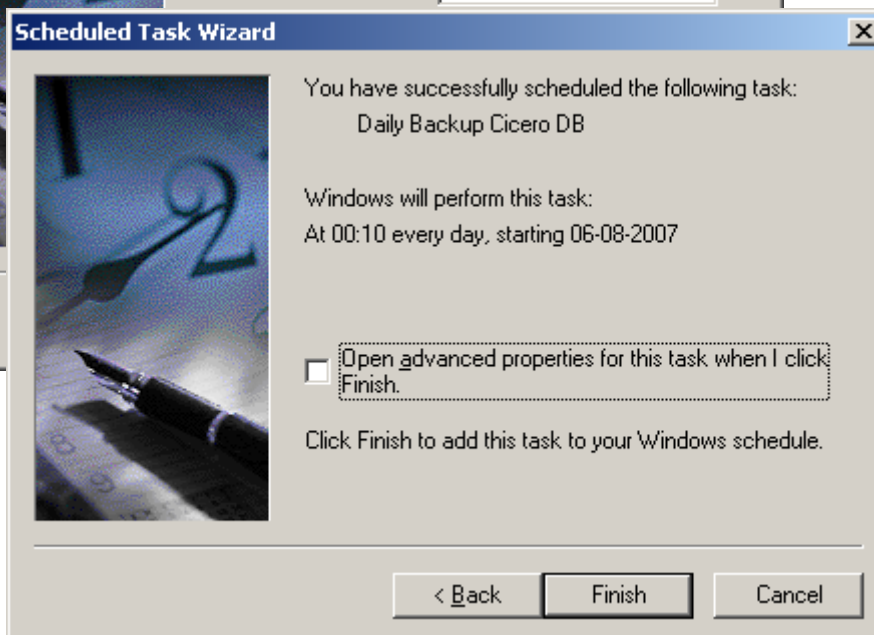 Scheduled Task Wizard
You have successfully scheduled the following task:
Daily Backup Cicero DB
Windows will perform this task:
At 00:10 every day, starting 06-08-2007
Open advanced properties for this task when I click
Finish.
Click Finish to add this task to your Windows schedule.
< Back
Finish
Cancel